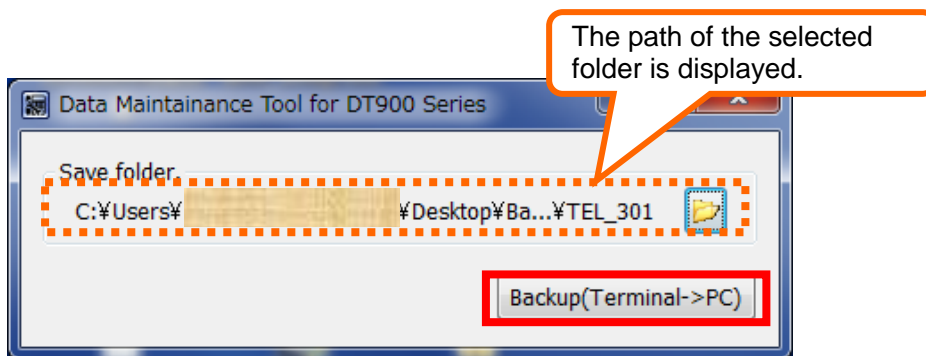 The path of the selected
folder is displayed.
Data Maintainance Tool for DT900 Series
Save folder.
C:¥Users¥ ¥Desktop¥Ba...¥TEL_301
Backup(Terminal->PC)